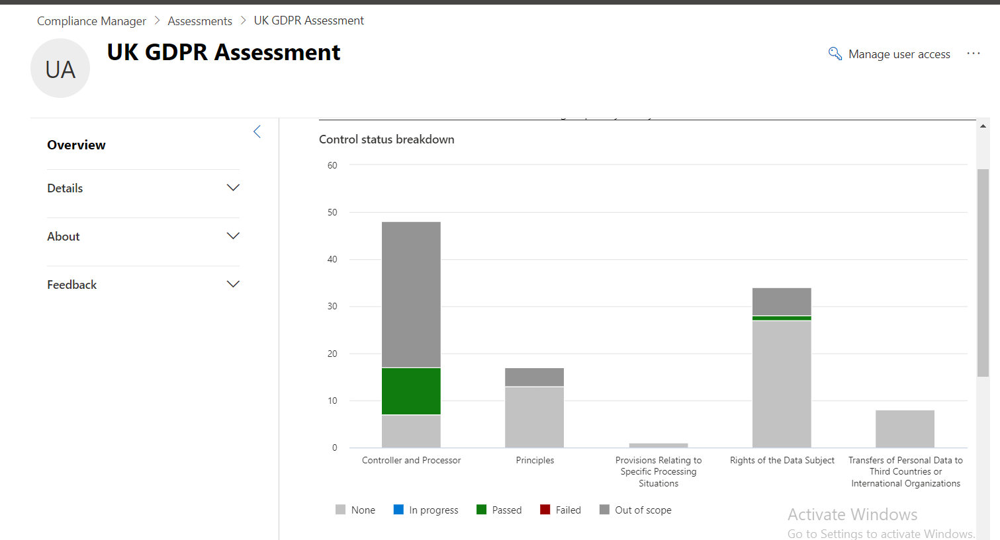 Compliance Manager > Assessments > UK GDPR Assessment
UA
UK GDPR Assessment
Manage user access
Overview
Details
About
Feedback
Control status breakdown
60
50
40
30
20
10
0
Controller and Processor
Principles
Provisions Relating to
Specific Processing
Situations
Rights of the Data Subject
Transfers of Personal Data to
Third Countries or
International Organizations
None
In progress
Passed
Failed
Out of scope
Activate Windows
Go to Settings to activate Windows.